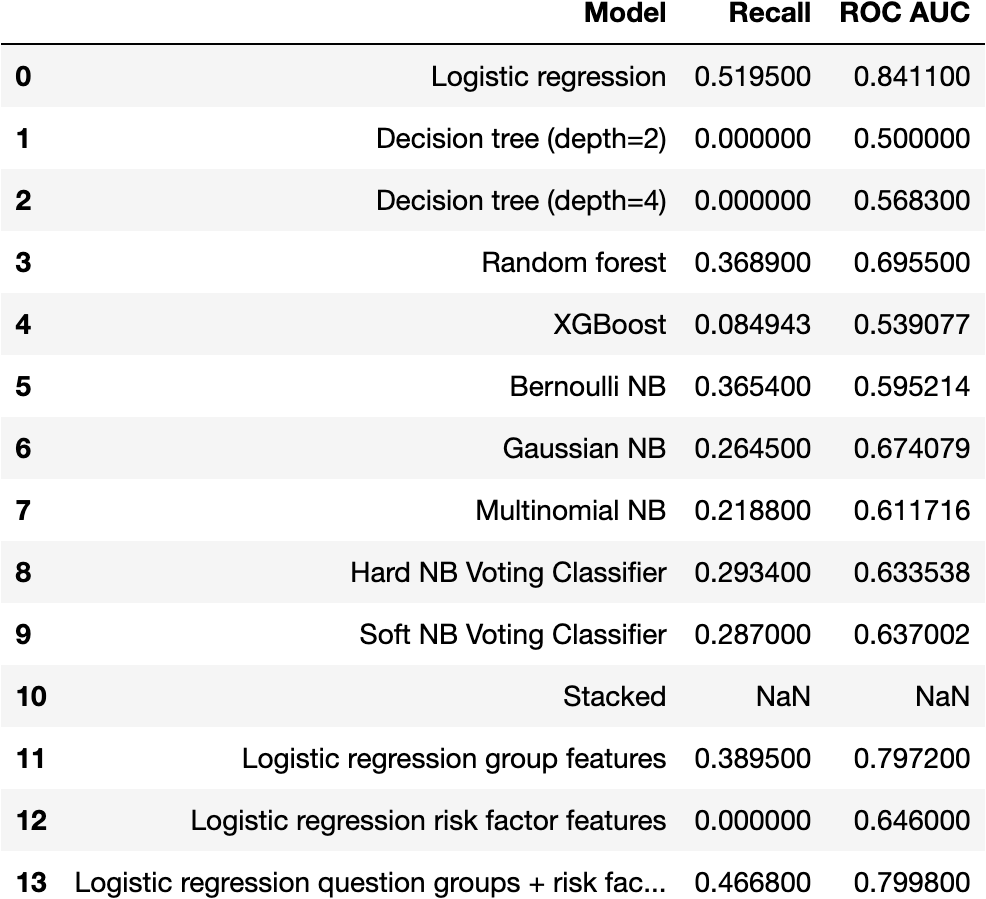 Model Recall ROC AUC
0 Logistic regression 0.519500 0.841100
1 Decision tree (depth=2) 0.000000 0.500000
2 Decision tree (depth=4) 0.000000 0.568300
3 Random forest 0.368900 0.695500
4 XGBoost 0.084943 0.539077
5 Bernoulli NB 0.365400 0.595214
6 Gaussian NB 0.264500 0.674079
7 Multinomial NB 0.218800 0.611716
8 Hard NB Voting Classifier 0.293400 0.633538
9 Soft NB Voting Classifier 0.287000 0.637002
10 Stacked NaN NaN
11 Logistic regression group features 0.389500 0.797200
12 Logistic regression risk factor features 0.000000 0.646000
13 Logistic regression question groups + risk fac... 0.466800 0.799800